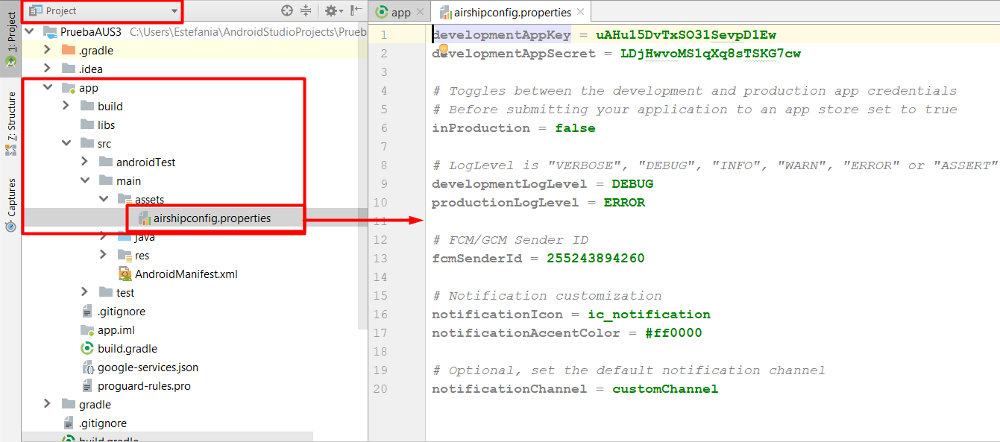 Project
app
airshipconfig.properties
1: Project
7: Structure
Captures
PruebaAUS3 C:\Users\Estefania\AndroidStudioProjects\Prueb
.gradle
.idea
app
build
libs
src
androidTest
main
assets
airshipconfig.properties
java
res
AndroidManifest.xml
test
.gitignore
app.iml
build.gradle
google-services.json
proguard-rules.pro
gradle
.gitignore
build.gradle
1 developmentAppKey = uAHu15DvTxSO31SevpD1Ew
2 developmentAppSecret = LDjHwvoMS1qXq8sTSKG7cw
3
4 # Toggles between the development and production app credentials
5 # Before submitting your application to an app store set to true
6 inProduction = false
7
8 # LogLevel is "VERBOSE", "DEBUG", "INFO", "WARN", "ERROR" or "ASSERT"
9 developmentLogLevel = DEBUG
10 productionLogLevel = ERROR
11
12 # FCM/GCM Sender ID
13 fcmSenderId = 255243894260
14
15 # Notification customization
16 notificationIcon = ic_notification
17 notificationAccentColor = #ff0000
18
19 # Optional, set the default notification channel
20 notificationChannel = customChannel